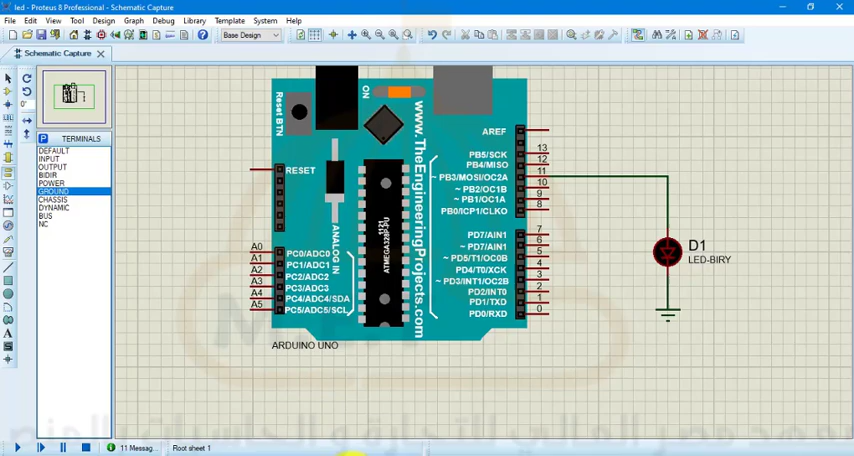 led - Proteus 8 Professional - Schematic Capture
File Edit View Tool Design Graph Debug Library Template System Help
Base Design
Schematic Capture
0°
P TERMINALS
DEFAULT
INPUT
OUTPUT
BIDIR
POWER
GROUND
CHASSIS
DYNAMIC
BUS
NC
Reset BTN
ON
www.TheEngineeringProjects.com
RESET
ANALOG IN
1121
ATMEGA328P-PU
A0 PC0/ADC0
A1 PC1/ADC1
A2 PC2/ADC2
A3 PC3/ADC3
A4 PC4/ADC4/SDA
A5 PC5/ADC5/SCL
AREF
PB5/SCK 13
PB4/MISO 12
~ PB3/MOSI/OC2A 11
~ PB2/OC1B 10
~ PB1/OC1A 9
PB0/ICP1/CLKO 8
PD7/AIN1 7
~ PD7/AIN1 6
~ PD5/T1/OC0B 5
PD4/T0/XCK 4
~ PD3/INT1/OC2B 3
PD2/INT0 2
PD1/TXD 1
PD0/RXD 0
ARDUINO UNO
D1
LED-BIRY
11 Messag...
Root sheet 1